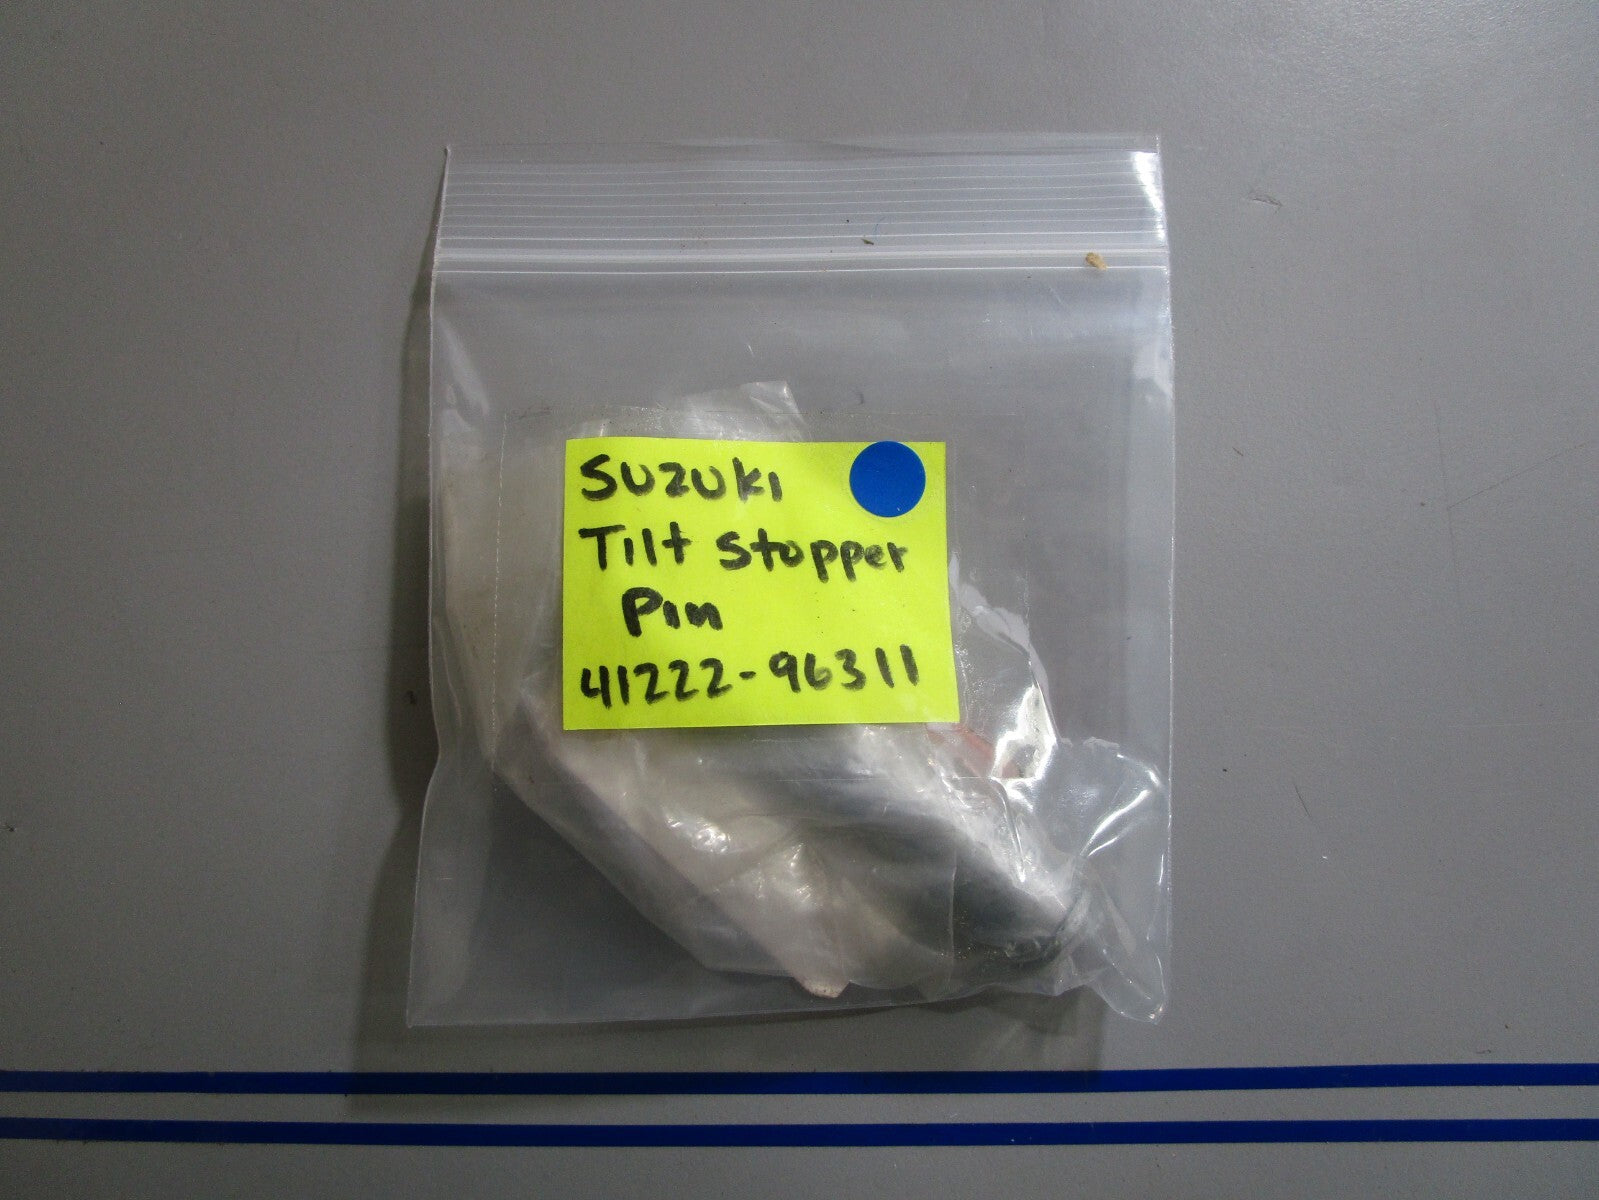 Suzuki
Tilt Stopper
Pin
41222-96311